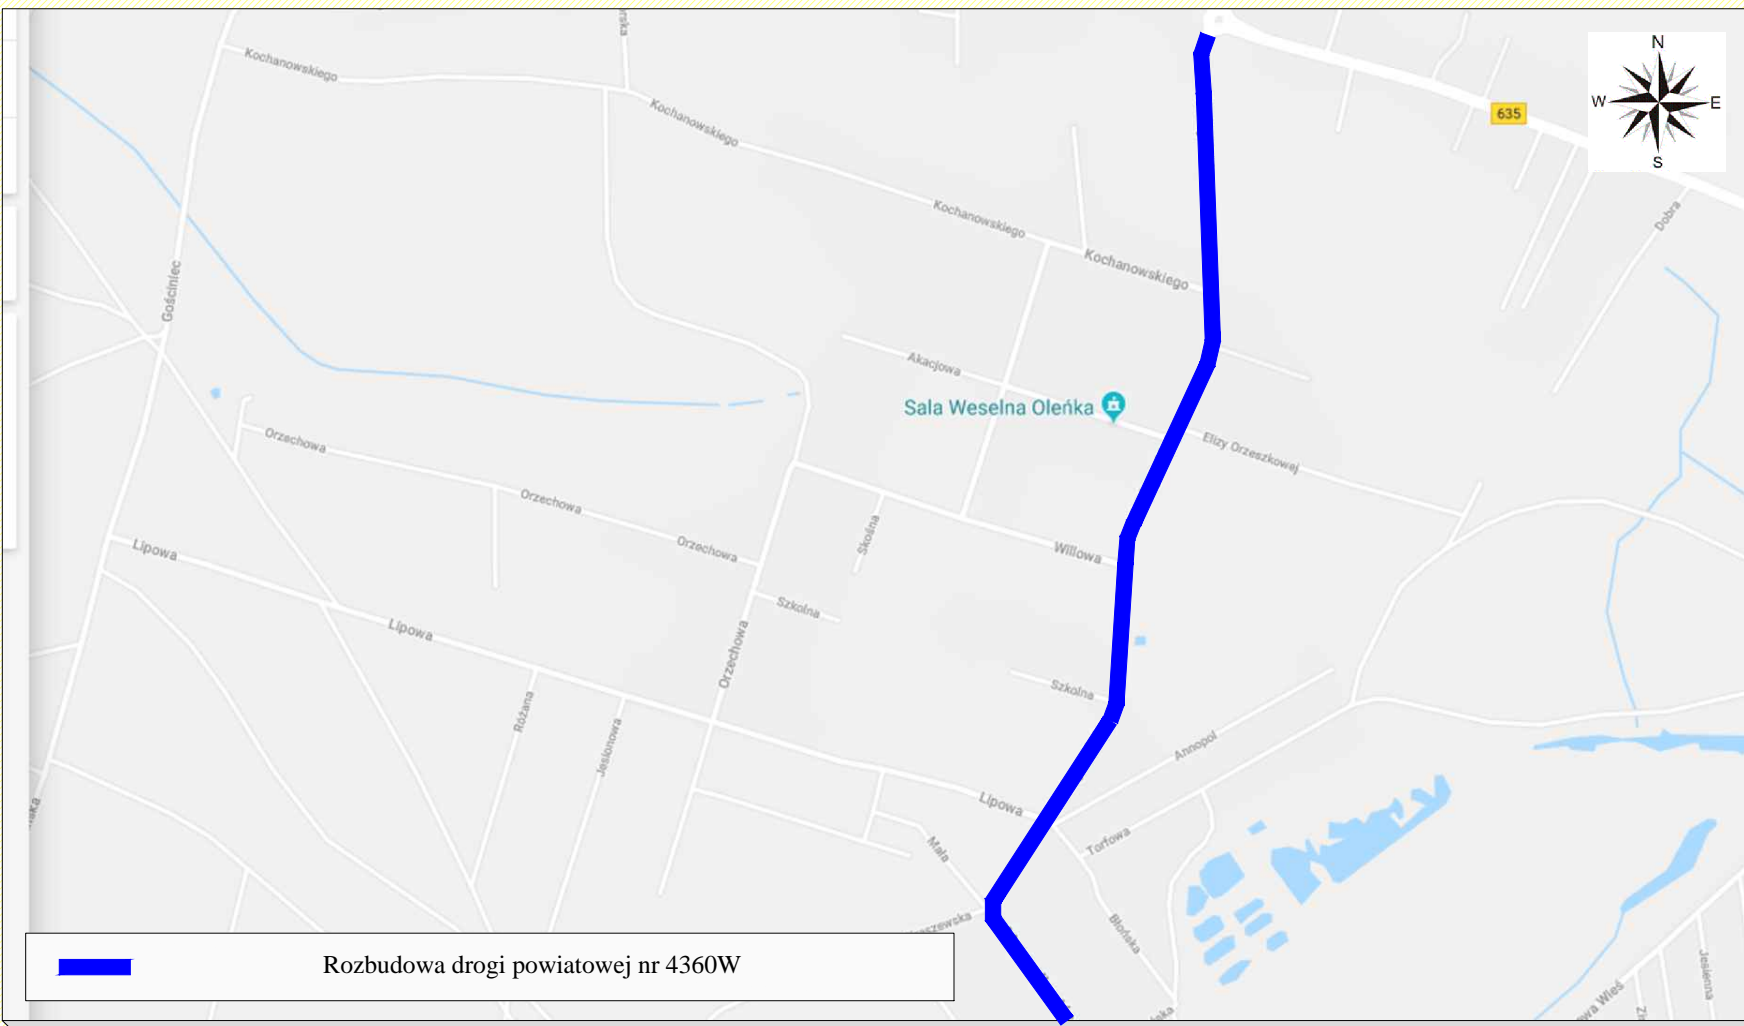 N
W
E
S
635
Kochanowskiego
Kochanowskiego
Kochanowskiego
Kochanowskiego
Dobra
Gościniec
Akacjowa
Sala Weselna Oleńka
Elizy Orzeszkowej
Orzechowa
Orzechowa
Orzechowa
Skośna
Willowa
Lipowa
Lipowa
Szkolna
Orzechowa
Szkolna
Różana
Jesionowa
Annopol
Lipowa
Torfowa
Mała
Błońska
Jesienna
Rozbudowa drogi powiatowej nr 4360W